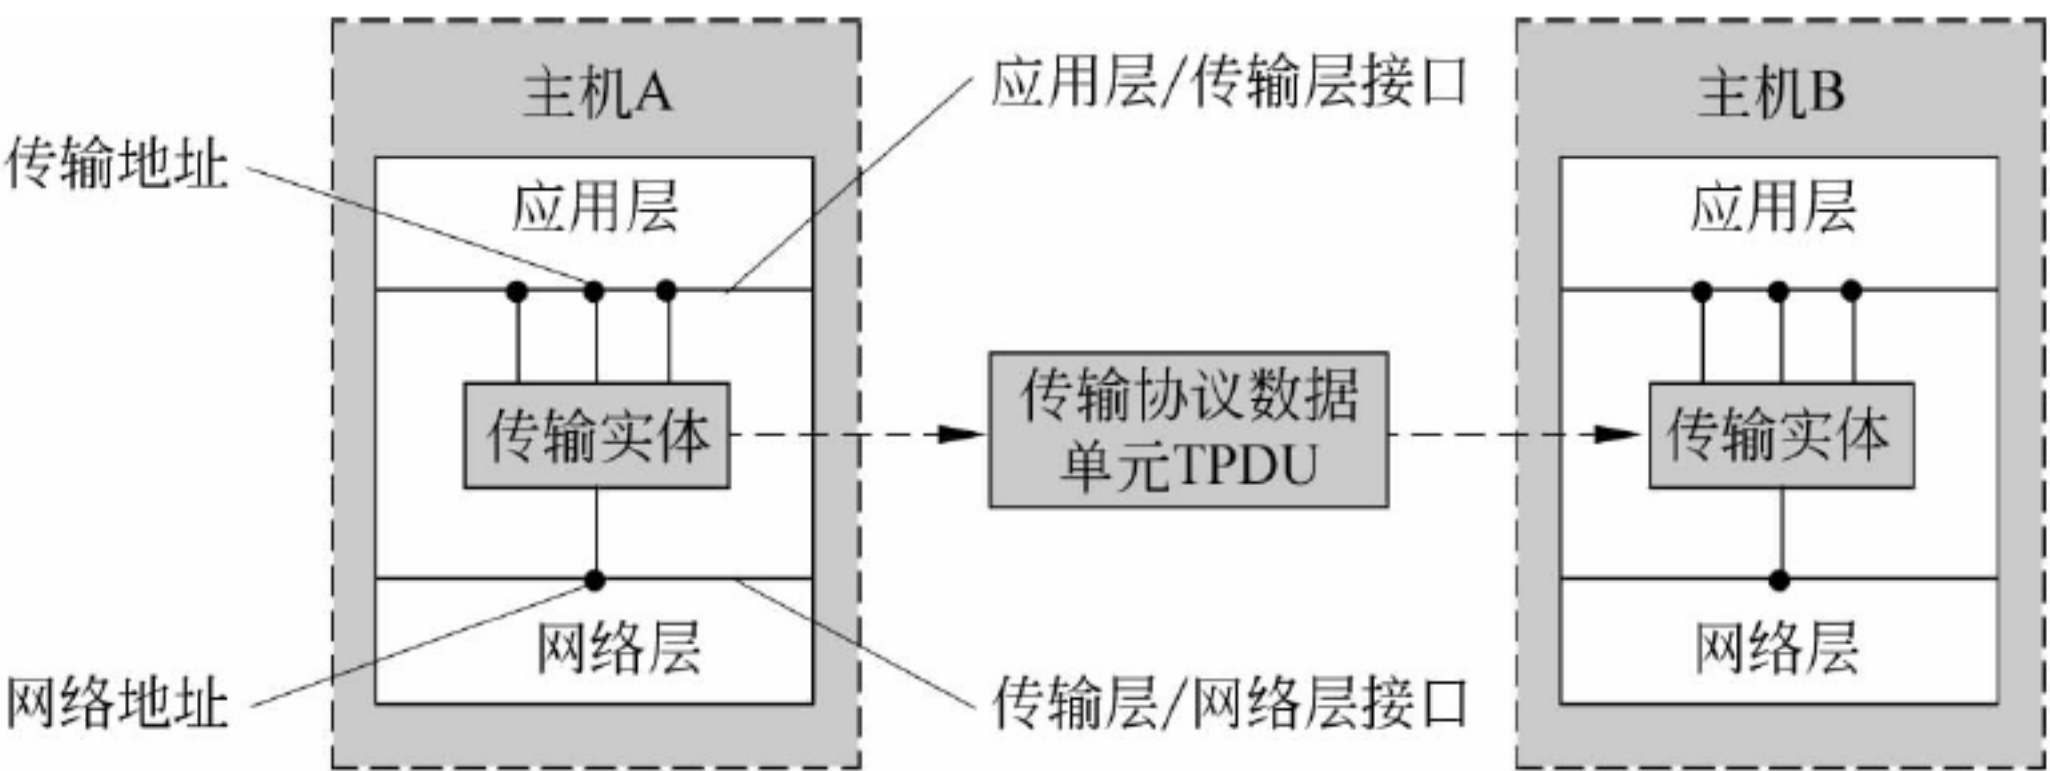 主机A
应用层/传输层接口
主机B
传输地址
应用层
应用层
传输实体
传输协议数据
单元TPDU
传输实体
网络层
网络层
网络地址
传输层/网络层接口